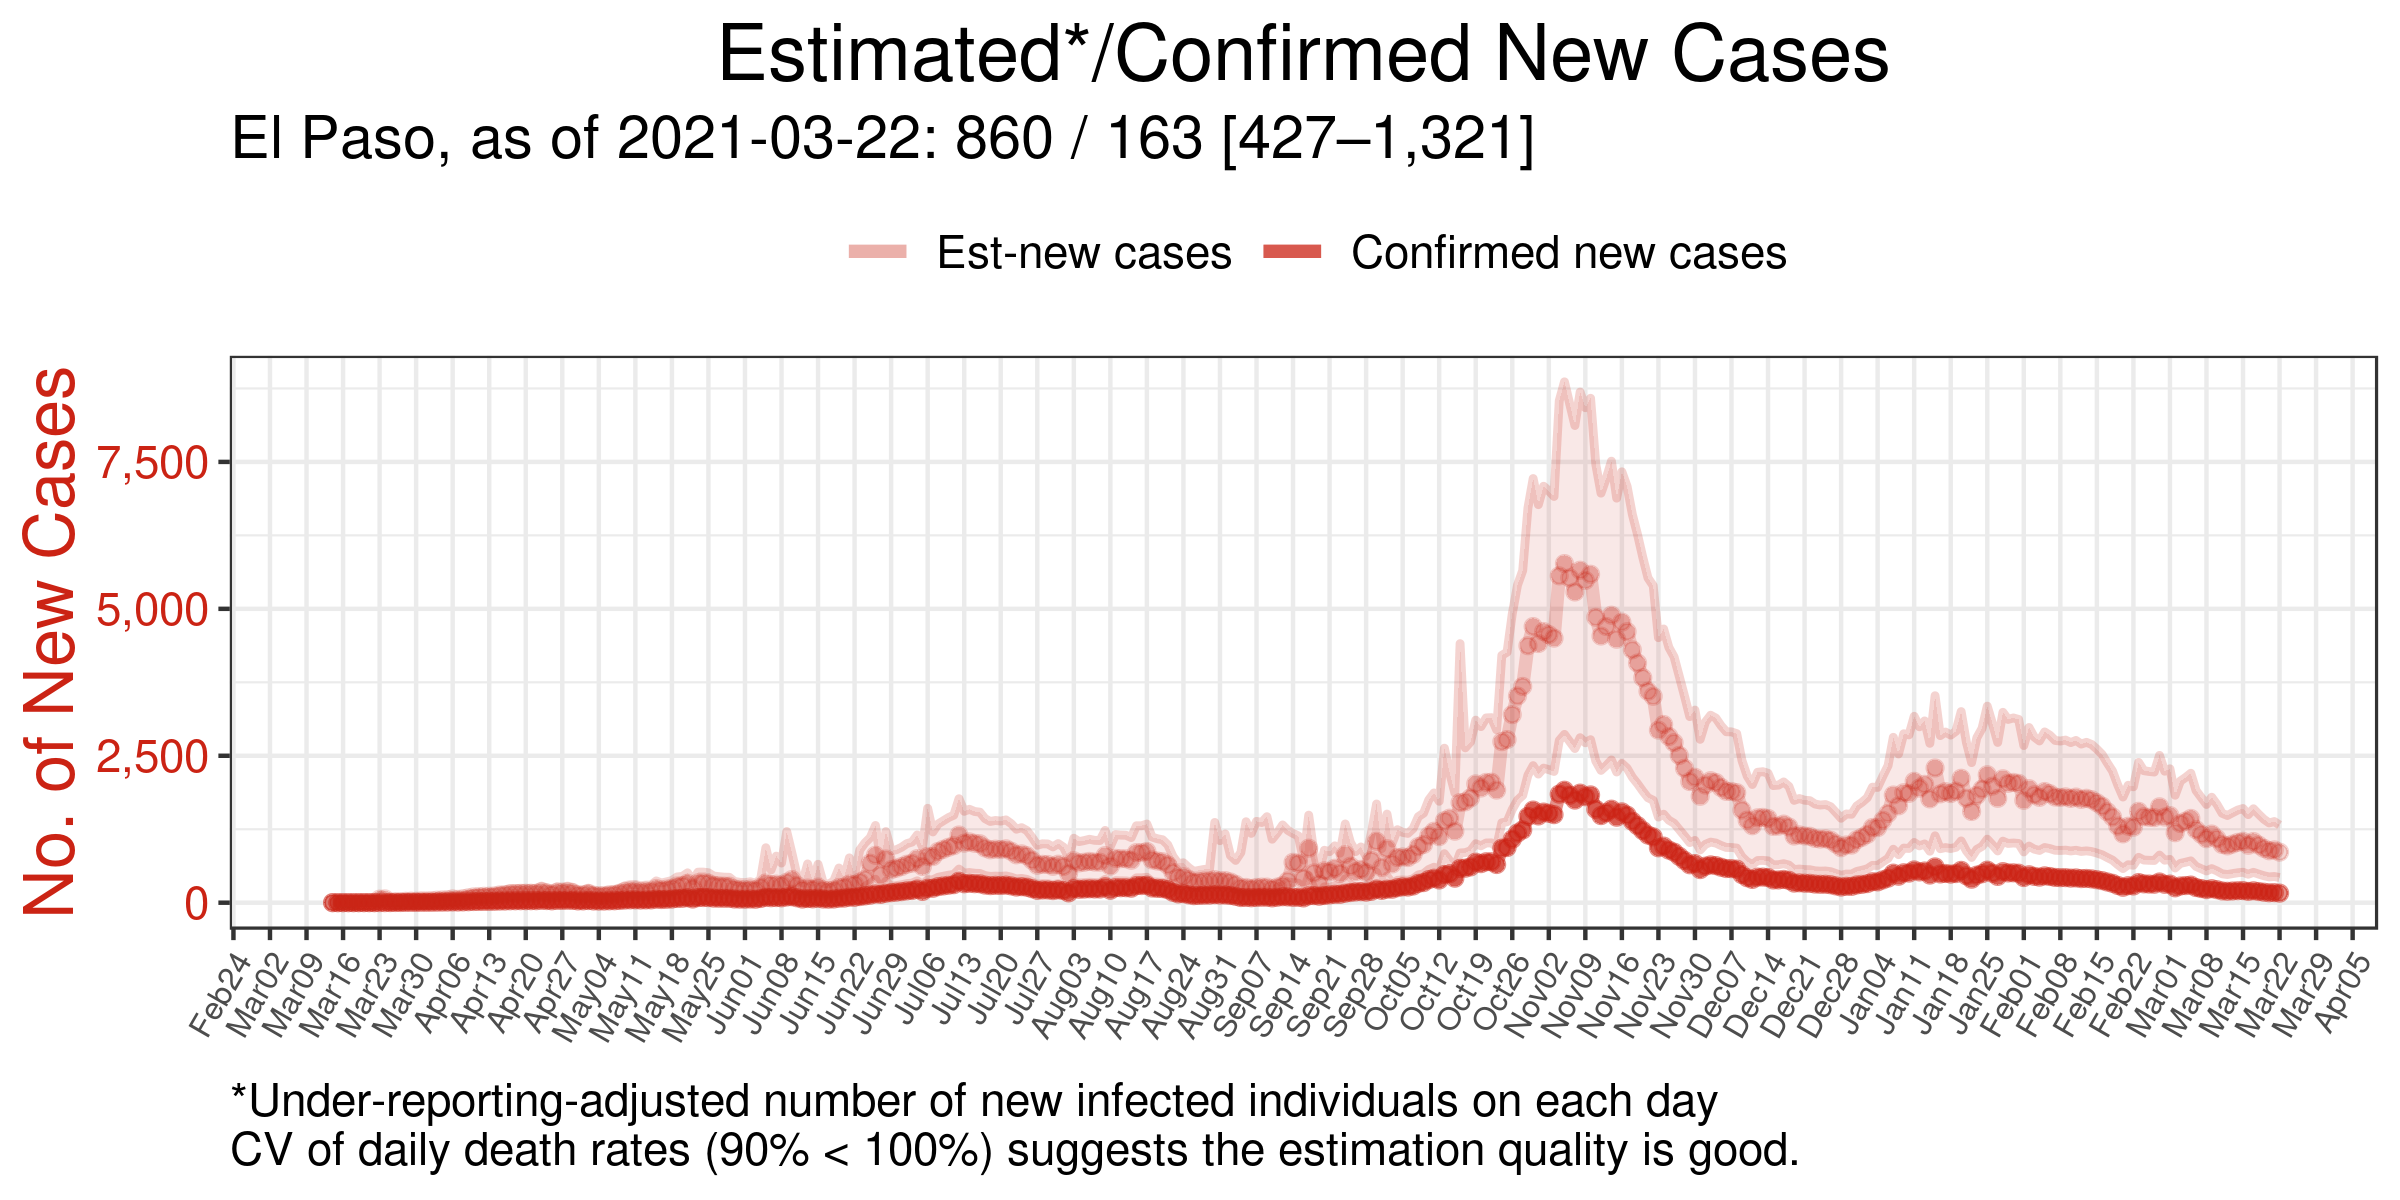 Estimated*/Confirmed New Cases
El Paso, as of 2021-03-22: 860 / 163 [427–1,321]
Est-new cases Confirmed new cases
No. of New Cases
7,500
5,000
2,500
0
Feb24 Mar02 Mar09 Mar16 Mar23 Mar30 Apr06 Apr13 Apr20 Apr27 May04 May11 May18 May25 Jun01 Jun08 Jun15 Jun22 Jun29 Jul06 Jul13 Jul20 Jul27 Aug03 Aug10 Aug17 Aug24 Aug31 Sep07 Sep14 Sep21 Sep28 Oct05 Oct12 Oct19 Oct26 Nov02 Nov09 Nov16 Nov23 Nov30 Dec07 Dec14 Dec21 Dec28 Jan04 Jan11 Jan18 Jan25 Feb01 Feb08 Feb15 Feb22 Mar01 Mar08 Mar15 Mar22 Mar29 Apr05
*Under-reporting-adjusted number of new infected individuals on each day
CV of daily death rates (90% < 100%) suggests the estimation quality is good.